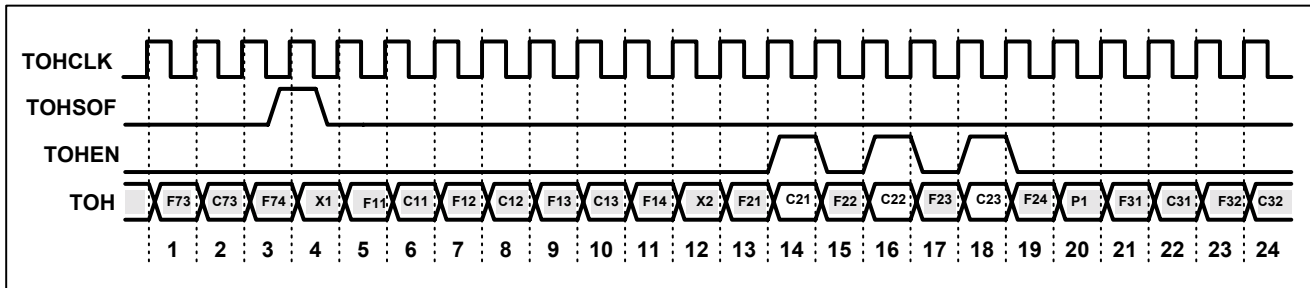 TOHCLK
TOHSOF
TOHEN
TOH F73 C73 F74 X1 F11 C11 F12 C12 F13 C13 F14 X2 F21 C21 F22 C22 F23 C23 F24 P1 F31 C31 F32 C32
1 2 3 4 5 6 7 8 9 10 11 12 13 14 15 16 17 18 19 20 21 22 23 24